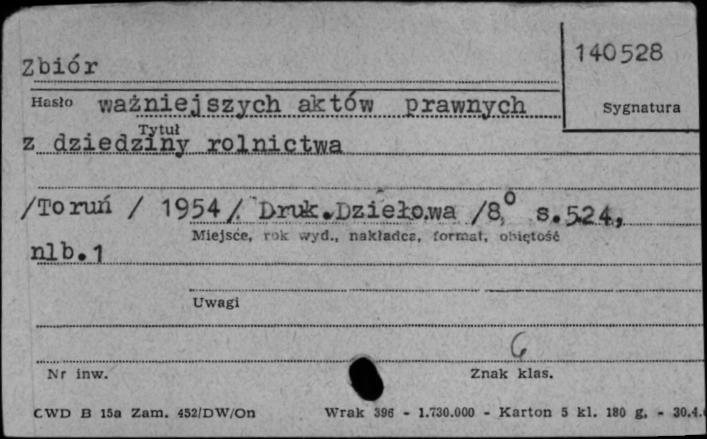 140528
Zbiór
Hasło ważniejszych aktów prawnych
Sygnatura
Tytuł
z dziedziny rolnictwa
/Toruń / 1954/ Druk.Dziełowa /8° s.524,
Miejsce, rok wyd., nakładca, format, objętość
nlb.1
Uwagi
6
Nr inw.
Znak klas.
CWD B 15a Zam. 452/DW/On Wrak 396 - 1.730.000 - Karton 5 kl. 180 g. - 30.4.